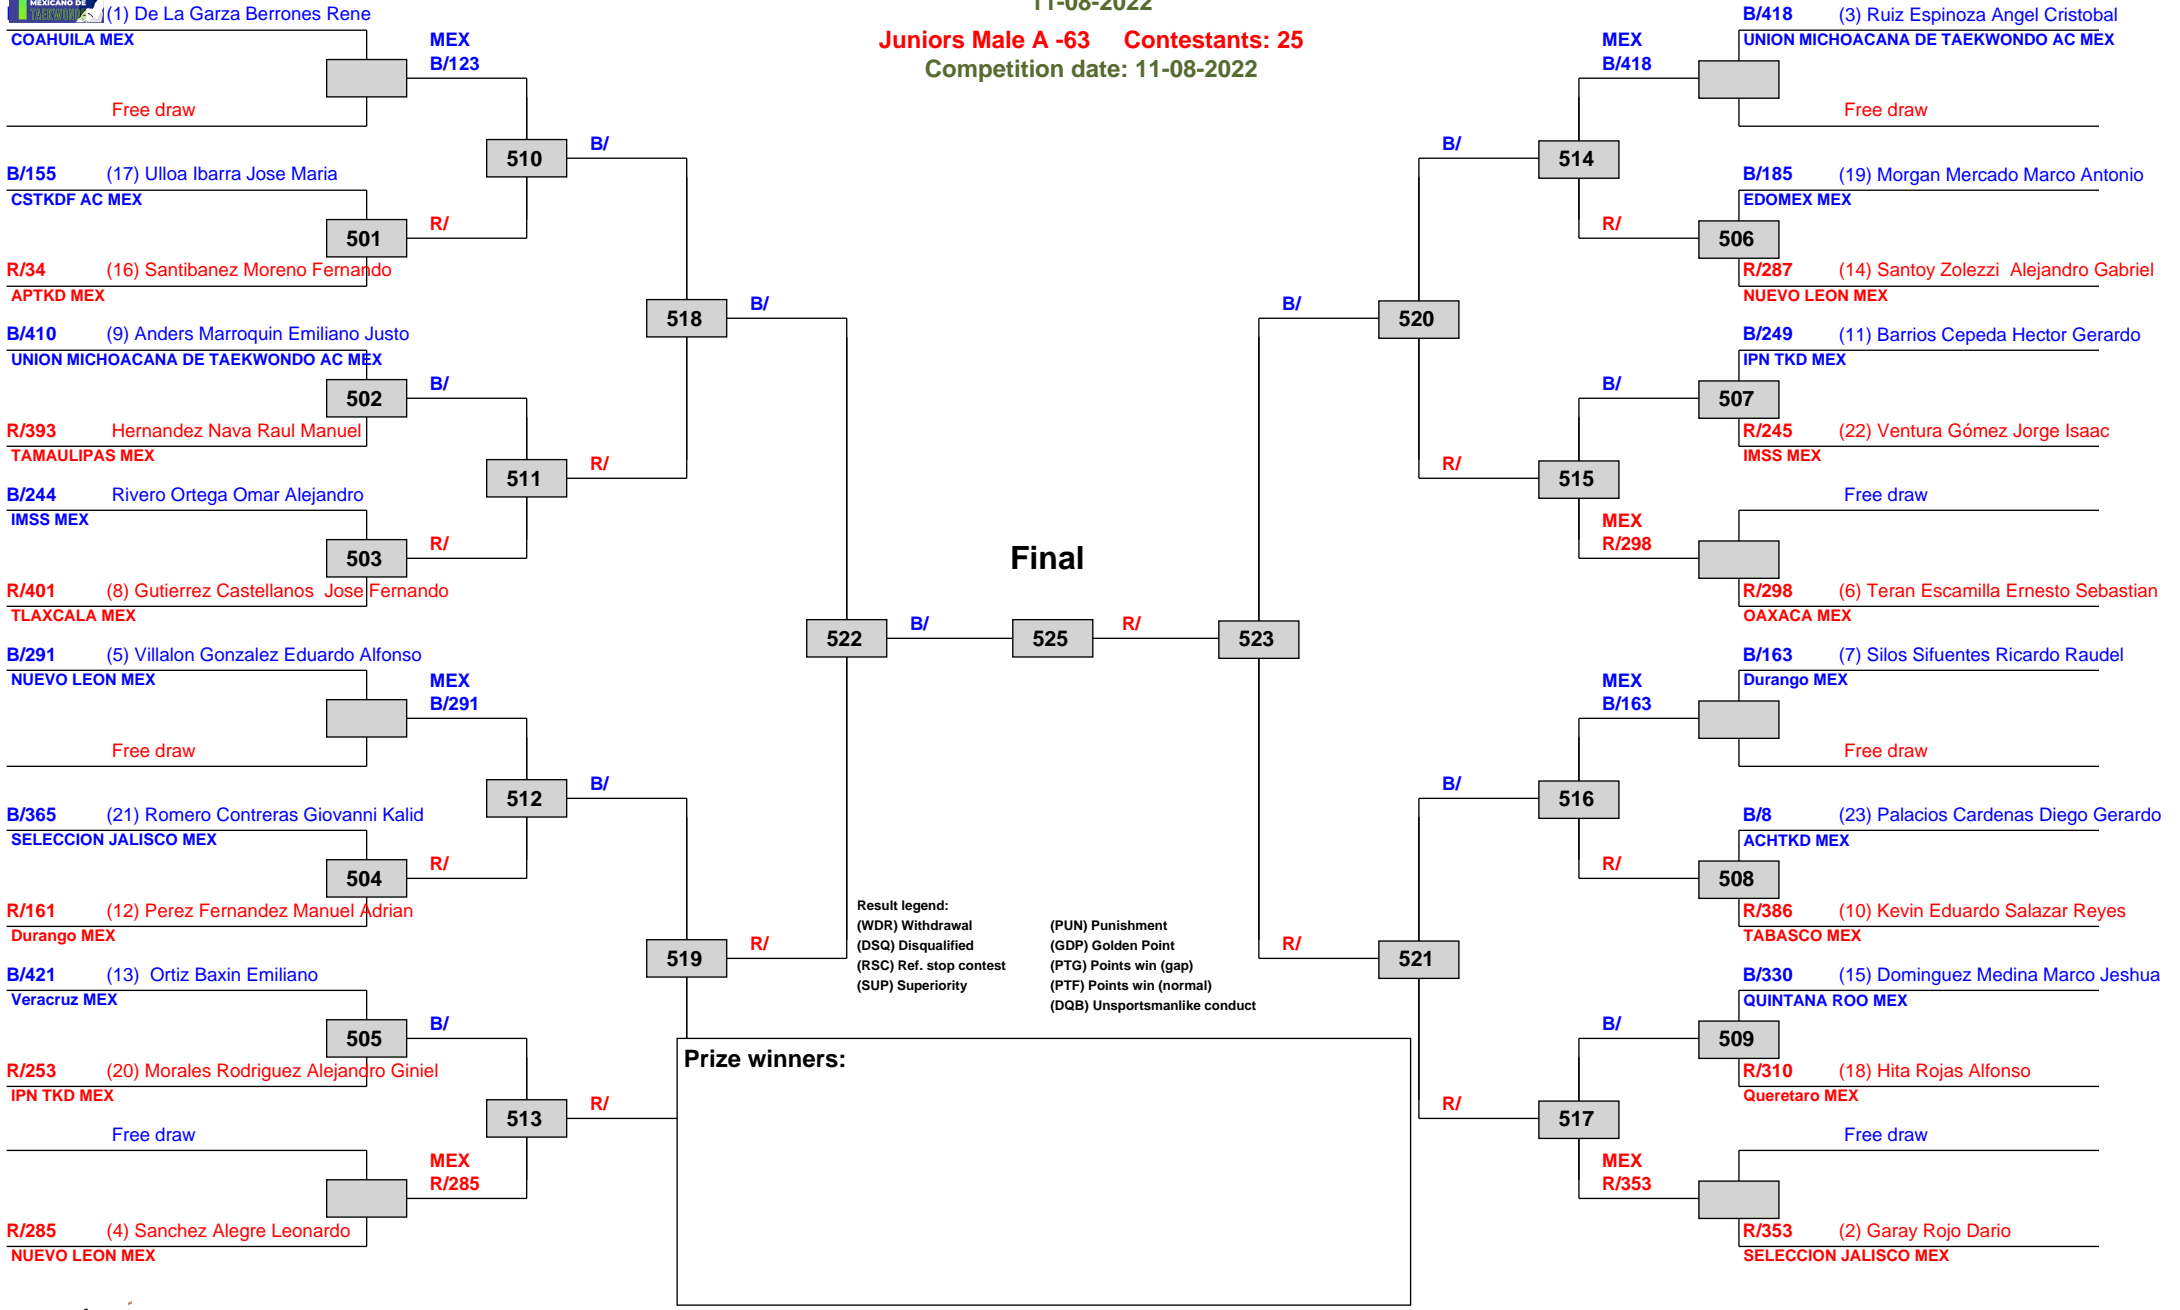 MEXICANO DE
TAEKWONDO
(1) De La Garza Berrones Rene
COAHUILA MEX
MEX
B/123
Free draw
B/155 (17) Ulloa Ibarra Jose Maria
CSTKDF AC MEX
R/34 (16) Santibanez Moreno Fernando
APTKD MEX
B/410 (9) Anders Marroquin Emiliano Justo
UNION MICHOACANA DE TAEKWONDO AC MEX
R/393 Hernandez Nava Raul Manuel
TAMAULIPAS MEX
B/244 Rivero Ortega Omar Alejandro
IMSS MEX
R/401 (8) Gutierrez Castellanos Jose Fernando
TLAXCALA MEX
B/291 (5) Villalon Gonzalez Eduardo Alfonso
NUEVO LEON MEX
MEX
B/291
Free draw
B/365 (21) Romero Contreras Giovanni Kalid
SELECCION JALISCO MEX
R/161 (12) Perez Fernandez Manuel Adrian
Durango MEX
B/421 (13) Ortiz Baxin Emiliano
Veracruz MEX
R/253 (20) Morales Rodriguez Alejandro Giniel
IPN TKD MEX
Free draw
MEX
R/285
R/285 (4) Sanchez Alegre Leonardo
NUEVO LEON MEX
501
R/
502
B/
503
R/
504
R/
505
B/
510
B/
511
R/
512
B/
513
R/
518
B/
519
R/
522
B/
11-08-2022
Juniors Male A -63 Contestants: 25
Competition date: 11-08-2022
Final
525
R/
523
Result legend:
(WDR) Withdrawal
(DSQ) Disqualified
(RSC) Ref. stop contest
(SUP) Superiority
(PUN) Punishment
(GDP) Golden Point
(PTG) Points win (gap)
(PTF) Points win (normal)
(DQB) Unsportsmanlike conduct
Prize winners:
B/
520
R/
521
B/
514
R/
515
B/
516
R/
517
R/
506
B/
507
R/
508
B/
509
B/418 (3) Ruiz Espinoza Angel Cristobal
UNION MICHOACANA DE TAEKWONDO AC MEX
MEX
B/418
Free draw
B/185 (19) Morgan Mercado Marco Antonio
EDOMEX MEX
R/287 (14) Santoy Zolezzi Alejandro Gabriel
NUEVO LEON MEX
B/249 (11) Barrios Cepeda Hector Gerardo
IPN TKD MEX
R/245 (22) Ventura Gómez Jorge Isaac
IMSS MEX
Free draw
MEX
R/298
R/298 (6) Teran Escamilla Ernesto Sebastian
OAXACA MEX
B/163 (7) Silos Sifuentes Ricardo Raudel
Durango MEX
MEX
B/163
Free draw
B/8 (23) Palacios Cardenas Diego Gerardo
ACHTKD MEX
R/386 (10) Kevin Eduardo Salazar Reyes
TABASCO MEX
B/330 (15) Dominguez Medina Marco Jeshua
QUINTANA ROO MEX
R/310 (18) Hita Rojas Alfonso
Queretaro MEX
Free draw
MEX
R/353
R/353 (2) Garay Rojo Dario
SELECCION JALISCO MEX